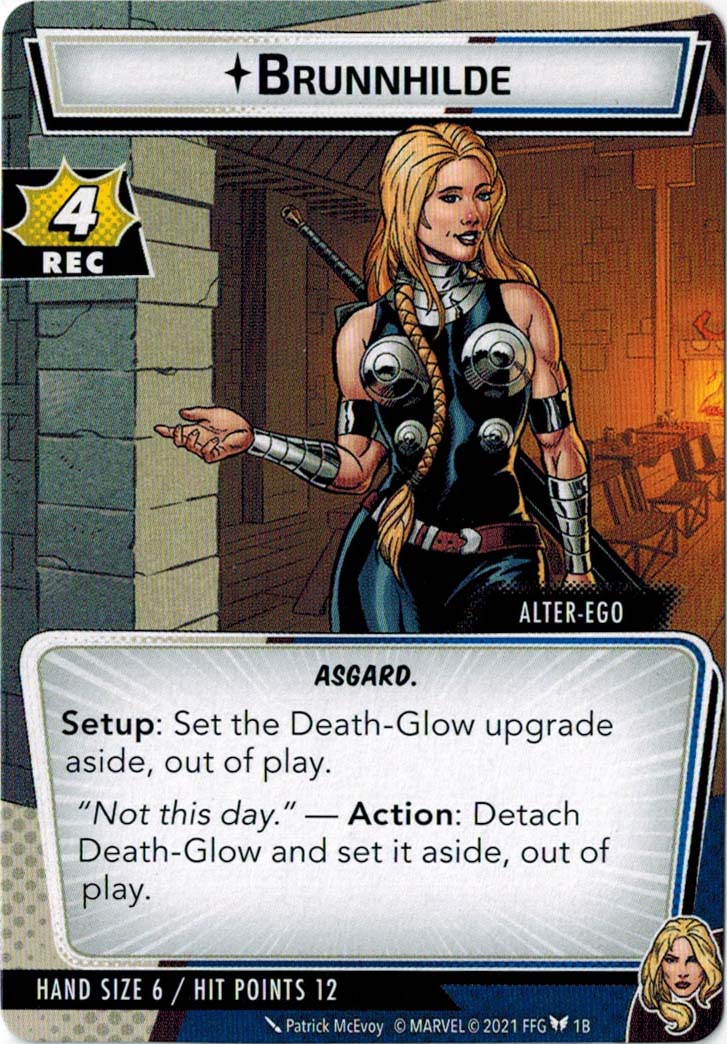 BRUNNHILDE
4
REC
ALTER-EGO
ASGARD.
Setup: Set the Death-Glow upgrade
aside, out of play.
“Not this day.” — Action: Detach
Death-Glow and set it aside, out of
play.
HAND SIZE 6 / HIT POINTS 12
Patrick McEvoy © MARVEL © 2021 FFG 1B